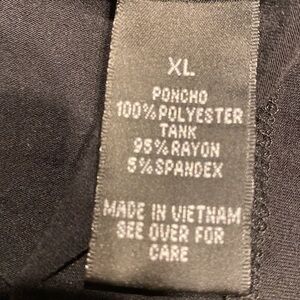 XL
PONCHO
100% POLYESTER
TANK
95% RAYON
5% SPANDEX
MADE IN VIETNAM
SEE OVER FOR
CARE